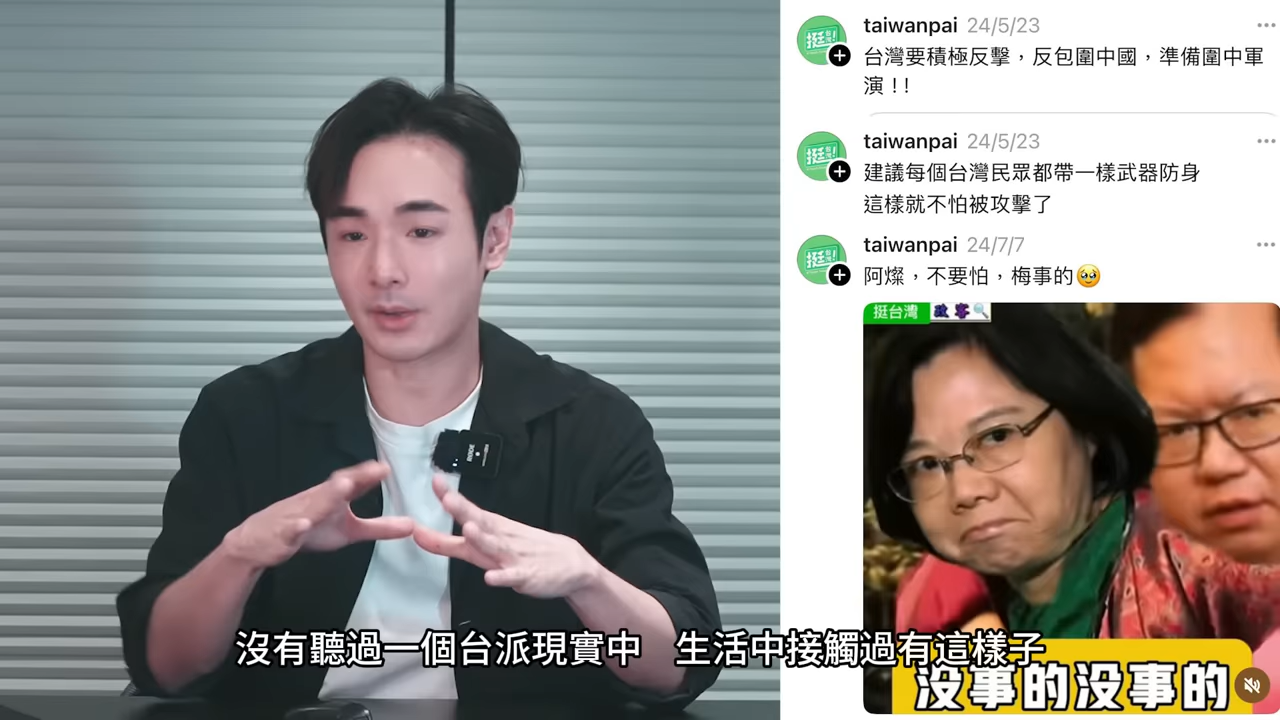 taiwanpai 24/5/23
台灣要積極反擊，反包圍中國，準備圍中軍
演 ! !
taiwanpai 24/5/23
建議每個台灣民眾都帶一樣武器防身
這樣就不怕被攻擊了
taiwanpai 24/7/7
阿燦，不要怕，梅事的🥹
挺台灣 政客
沒有聽過一個台派現實中 生活中接觸過有這樣子
没事的没事的